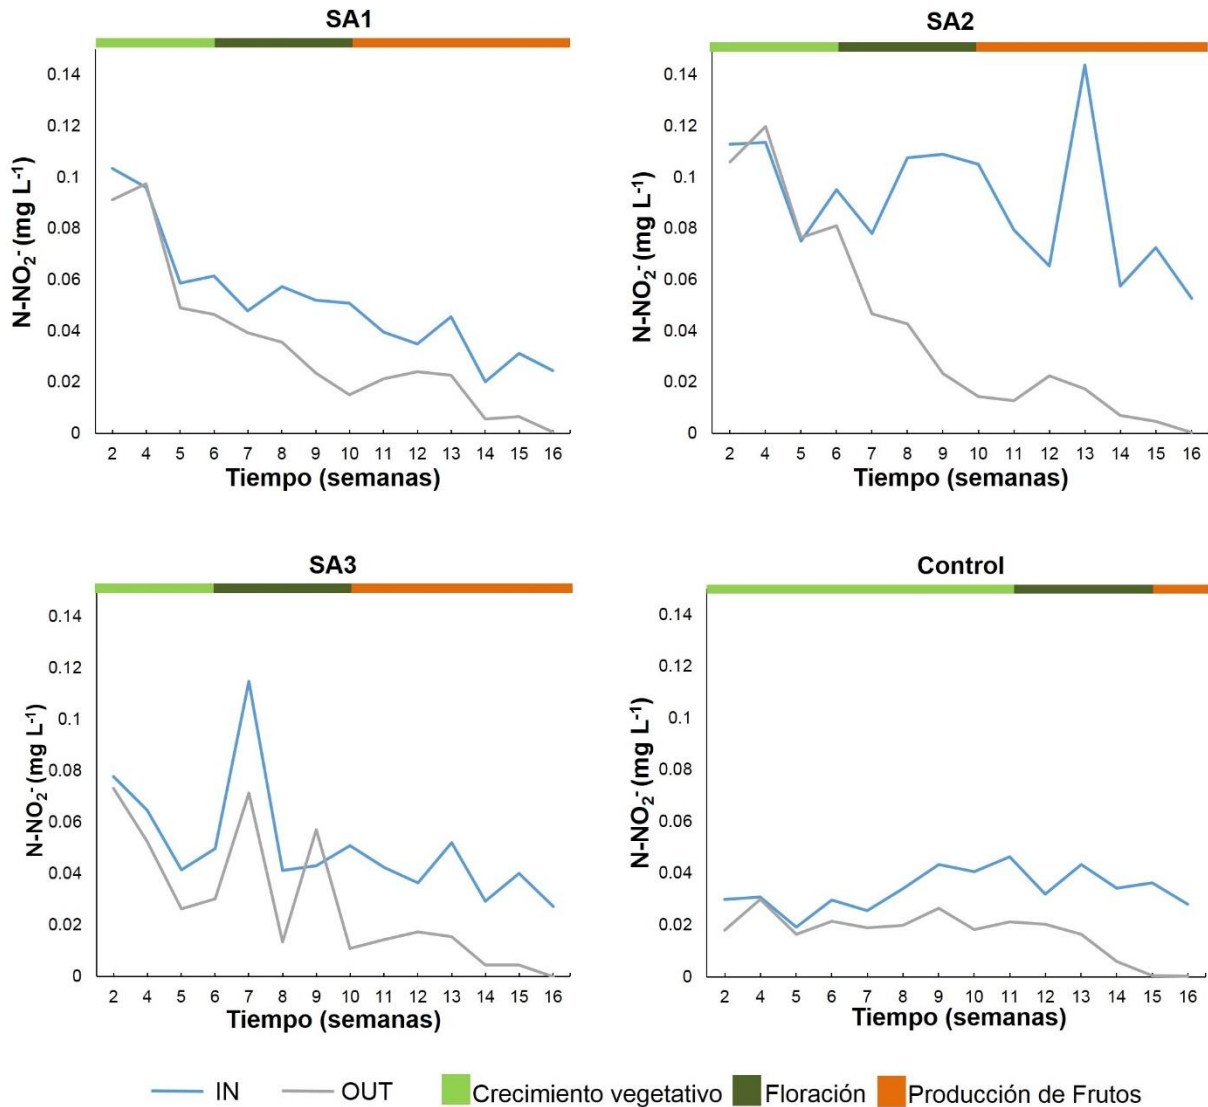 SA1
0.14
0.12
0.1
0.08
0.06
0.04
0.02
0
N-NO₂⁻ (mg L⁻¹)
2 4 5 6 7 8 9 10 11 12 13 14 15 16
Tiempo (semanas)
SA2
0.14
0.12
0.1
0.08
0.06
0.04
0.02
0
N-NO₂⁻ (mg L⁻¹)
2 4 5 6 7 8 9 10 11 12 13 14 15 16
Tiempo (semanas)
SA3
0.14
0.12
0.1
0.08
0.06
0.04
0.02
0
N-NO₂⁻ (mg L⁻¹)
2 4 5 6 7 8 9 10 11 12 13 14 15 16
Tiempo (semanas)
Control
0.14
0.12
0.1
0.08
0.06
0.04
0.02
0
N-NO₂⁻ (mg L⁻¹)
2 4 5 6 7 8 9 10 11 12 13 14 15 16
Tiempo (semanas)
IN OUT Crecimiento vegetativo Floración Producción de Frutos